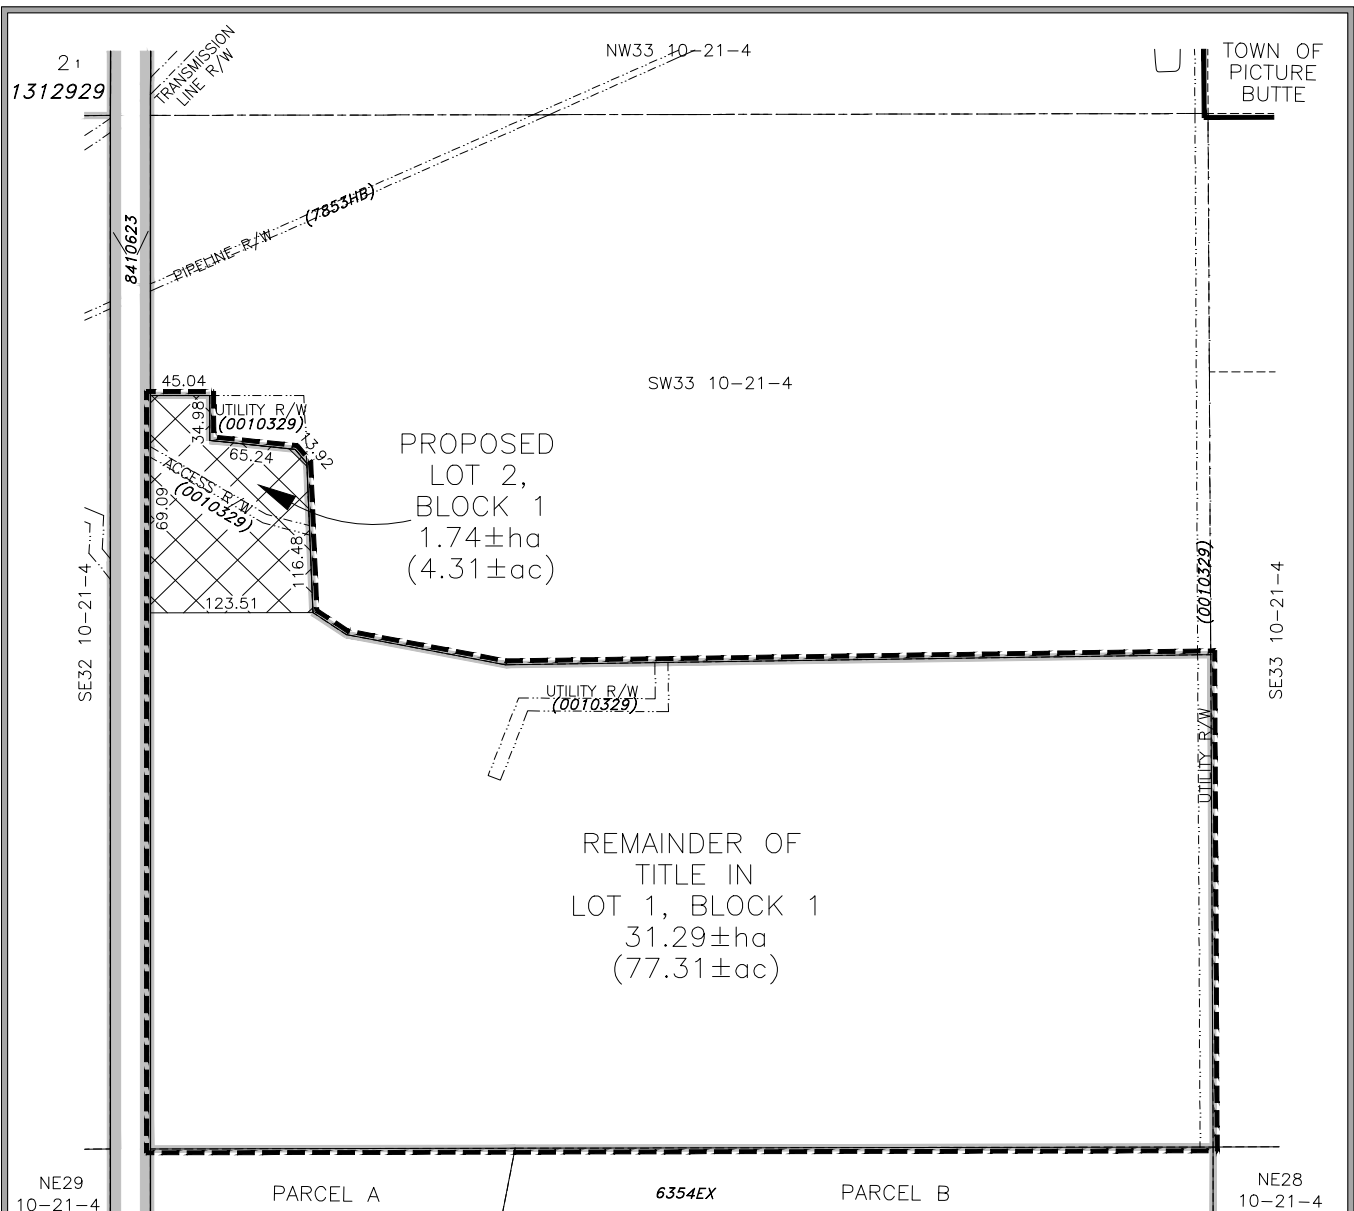 TRANSMISSION
LINE R/W
NW33 10-21-4
TOWN OF
PICTURE
BUTTE
2
1
1312929
8410623
PIPELINE R/W
(7853HB)
SW33 10-21-4
45.04
34.98
UTILITY R/W
(0010329)
13.92
65.24
ACCESS R/W
(0010329)
69.09
116.48
123.51
PROPOSED
LOT 2,
BLOCK 1
1.74±ha
(4.31±ac)
SE32 10-21-4
(0010329)
SE33 10-21-4
UTILITY R/W
(0010329)
UTILITY R/W
REMAINDER OF
TITLE IN
LOT 1, BLOCK 1
31.29±ha
(77.31±ac)
NE29
10-21-4
PARCEL A
6354EX
PARCEL B
NE28
10-21-4